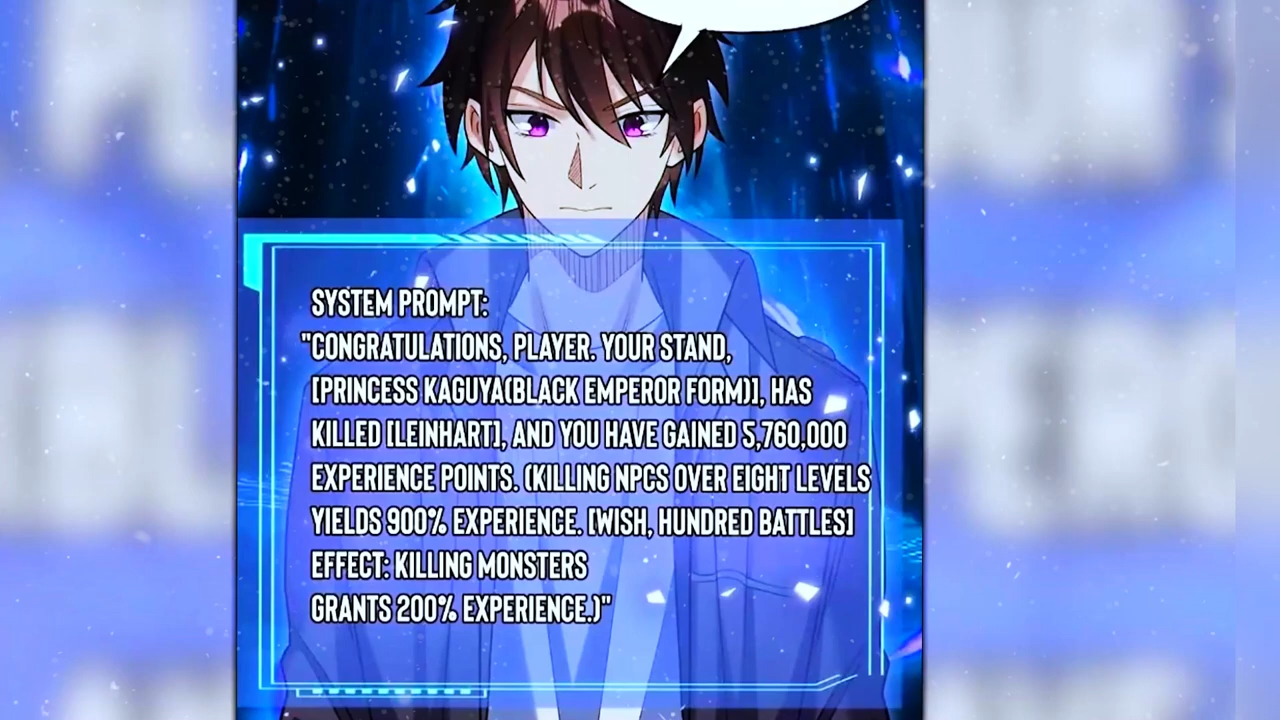 SYSTEM PROMPT:
"CONGRATULATIONS, PLAYER. YOUR STAND,
[PRINCESS KAGUYA(BLACK EMPEROR FORM)], HAS
KILLED [LEINHART], AND YOU HAVE GAINED 5,760,000
EXPERIENCE POINTS. (KILLING NPCS OVER EIGHT LEVELS
YIELDS 900% EXPERIENCE. [WISH, HUNDRED BATTLES]
EFFECT: KILLING MONSTERS
GRANTS 200% EXPERIENCE.)"